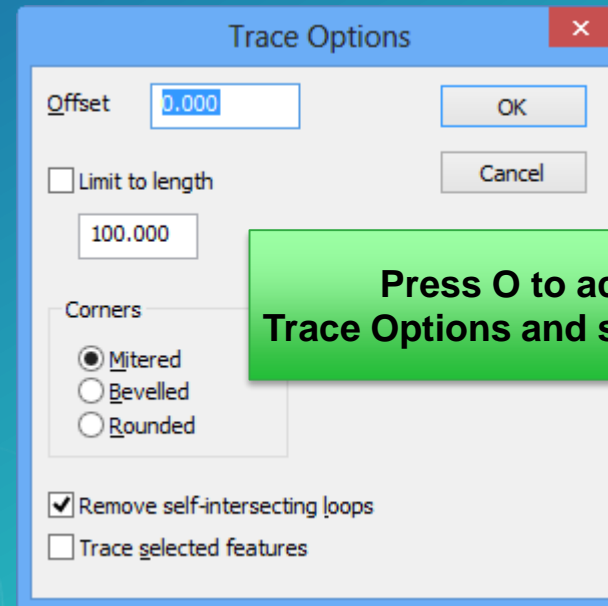 Trace Options
Offset 0.000 OK
Limit to length Cancel
100.000
Press O to
Trace Options and
Corners
Mitered
Bevelled
Rounded
Remove self-intersecting loops
Trace selected features